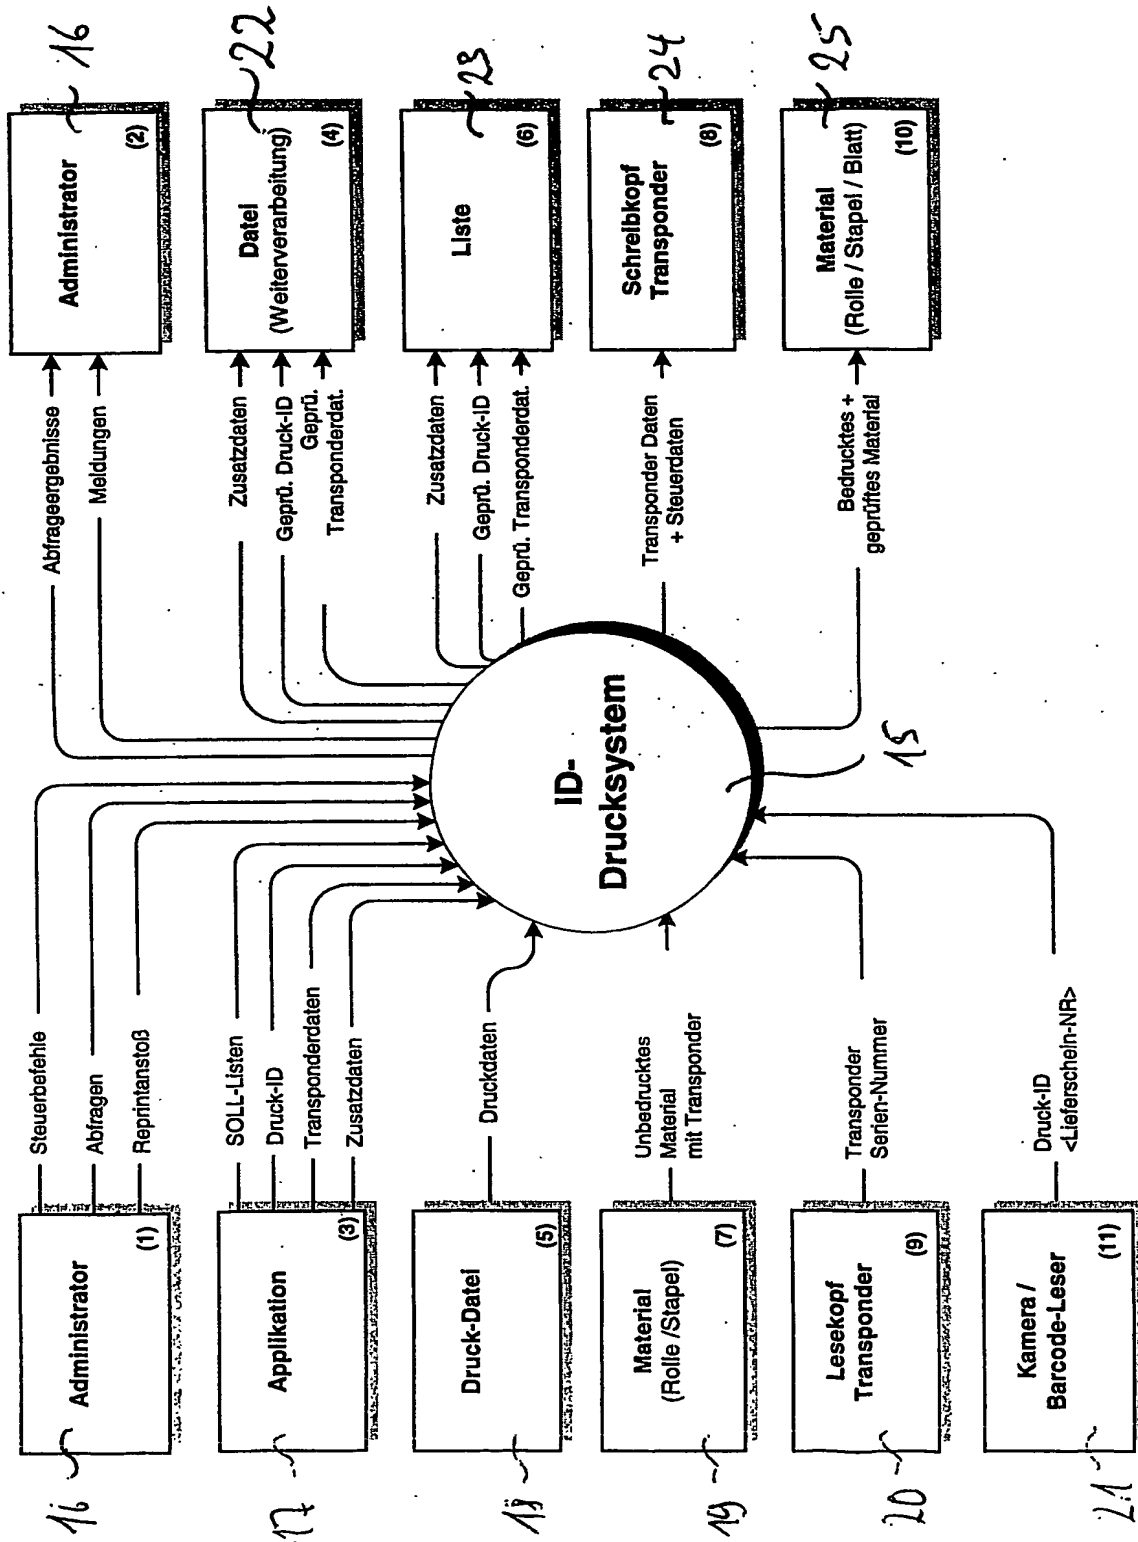 16
Administrator
(1)
Steuerbefehle
Abfragen
Reprintanstoß
17
Applikation
(3)
SOLL-Listen
Druck-ID
Transponderdaten
Zusatzdaten
18
Druck-Datei
(5)
Druckdaten
19
Material
(Rolle /Stapel)
(7)
Unbedrucktes
Material
mit Transponder
20
Lesekopf
Transponder
(9)
Transponder
Serien-Nummer
21
Kamera /
Barcode-Leser
(11)
Druck-ID
<Lieferschein-NR>
ID-
Drucksystem
15
Abfrageergebnisse
Meldungen
Administrator
(2)
16
Zusatzdaten
Geprü. Druck-ID
Geprü.
Transponderdat.
Datei
(Weiterverarbeitung)
(4)
22
Zusatzdaten
Geprü. Druck-ID
Geprü. Transponderdat.
Liste
(6)
23
Transponder Daten
+ Steuerdaten
Schreibkopf
Transponder
(8)
24
Bedrucktes +
geprüftes Material
Material
(Rolle / Stapel / Blatt)
(10)
25